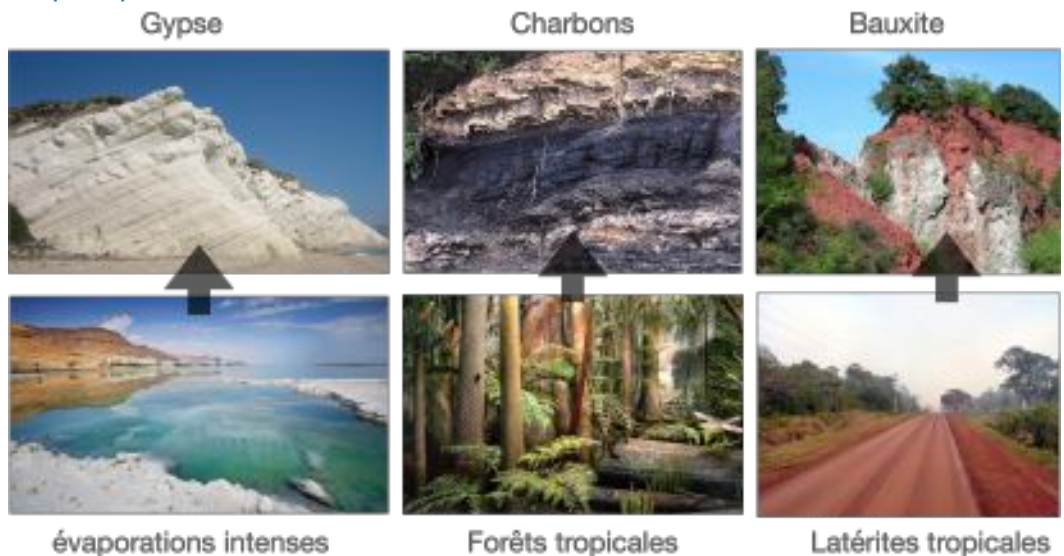 Gypse
Charbons
Bauxite
évaporations intenses
Forêts tropicales
Latérites tropicales